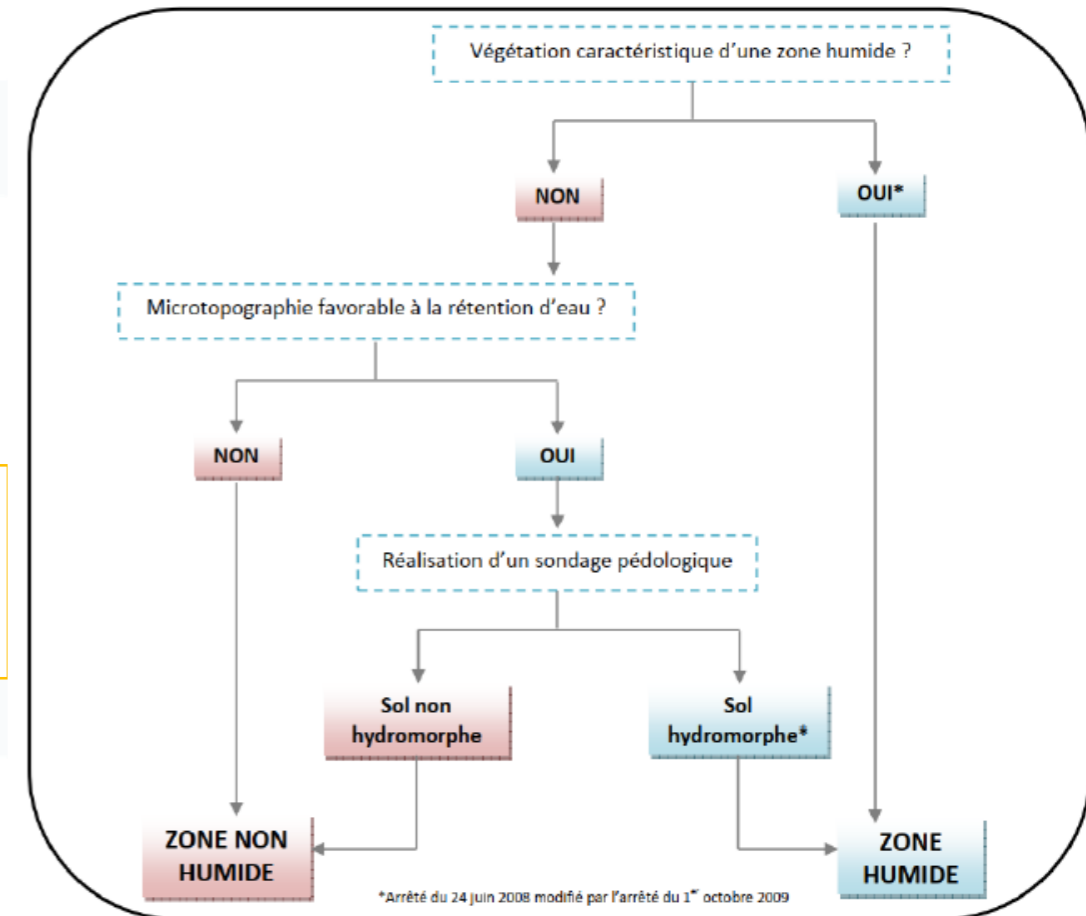 Végétation caractéristique d'une zone humide ?
NON
OUI*
Microtopographie favorable à la rétention d'eau ?
NON
OUI
Réalisation d'un sondage pédologique
Sol non
hydromorphe
Sol
hydromorphe*
ZONE NON
HUMIDE
ZONE
HUMIDE
*Arrêté du 24 juin 2008 modifié par l'arrêté du 1er octobre 2009